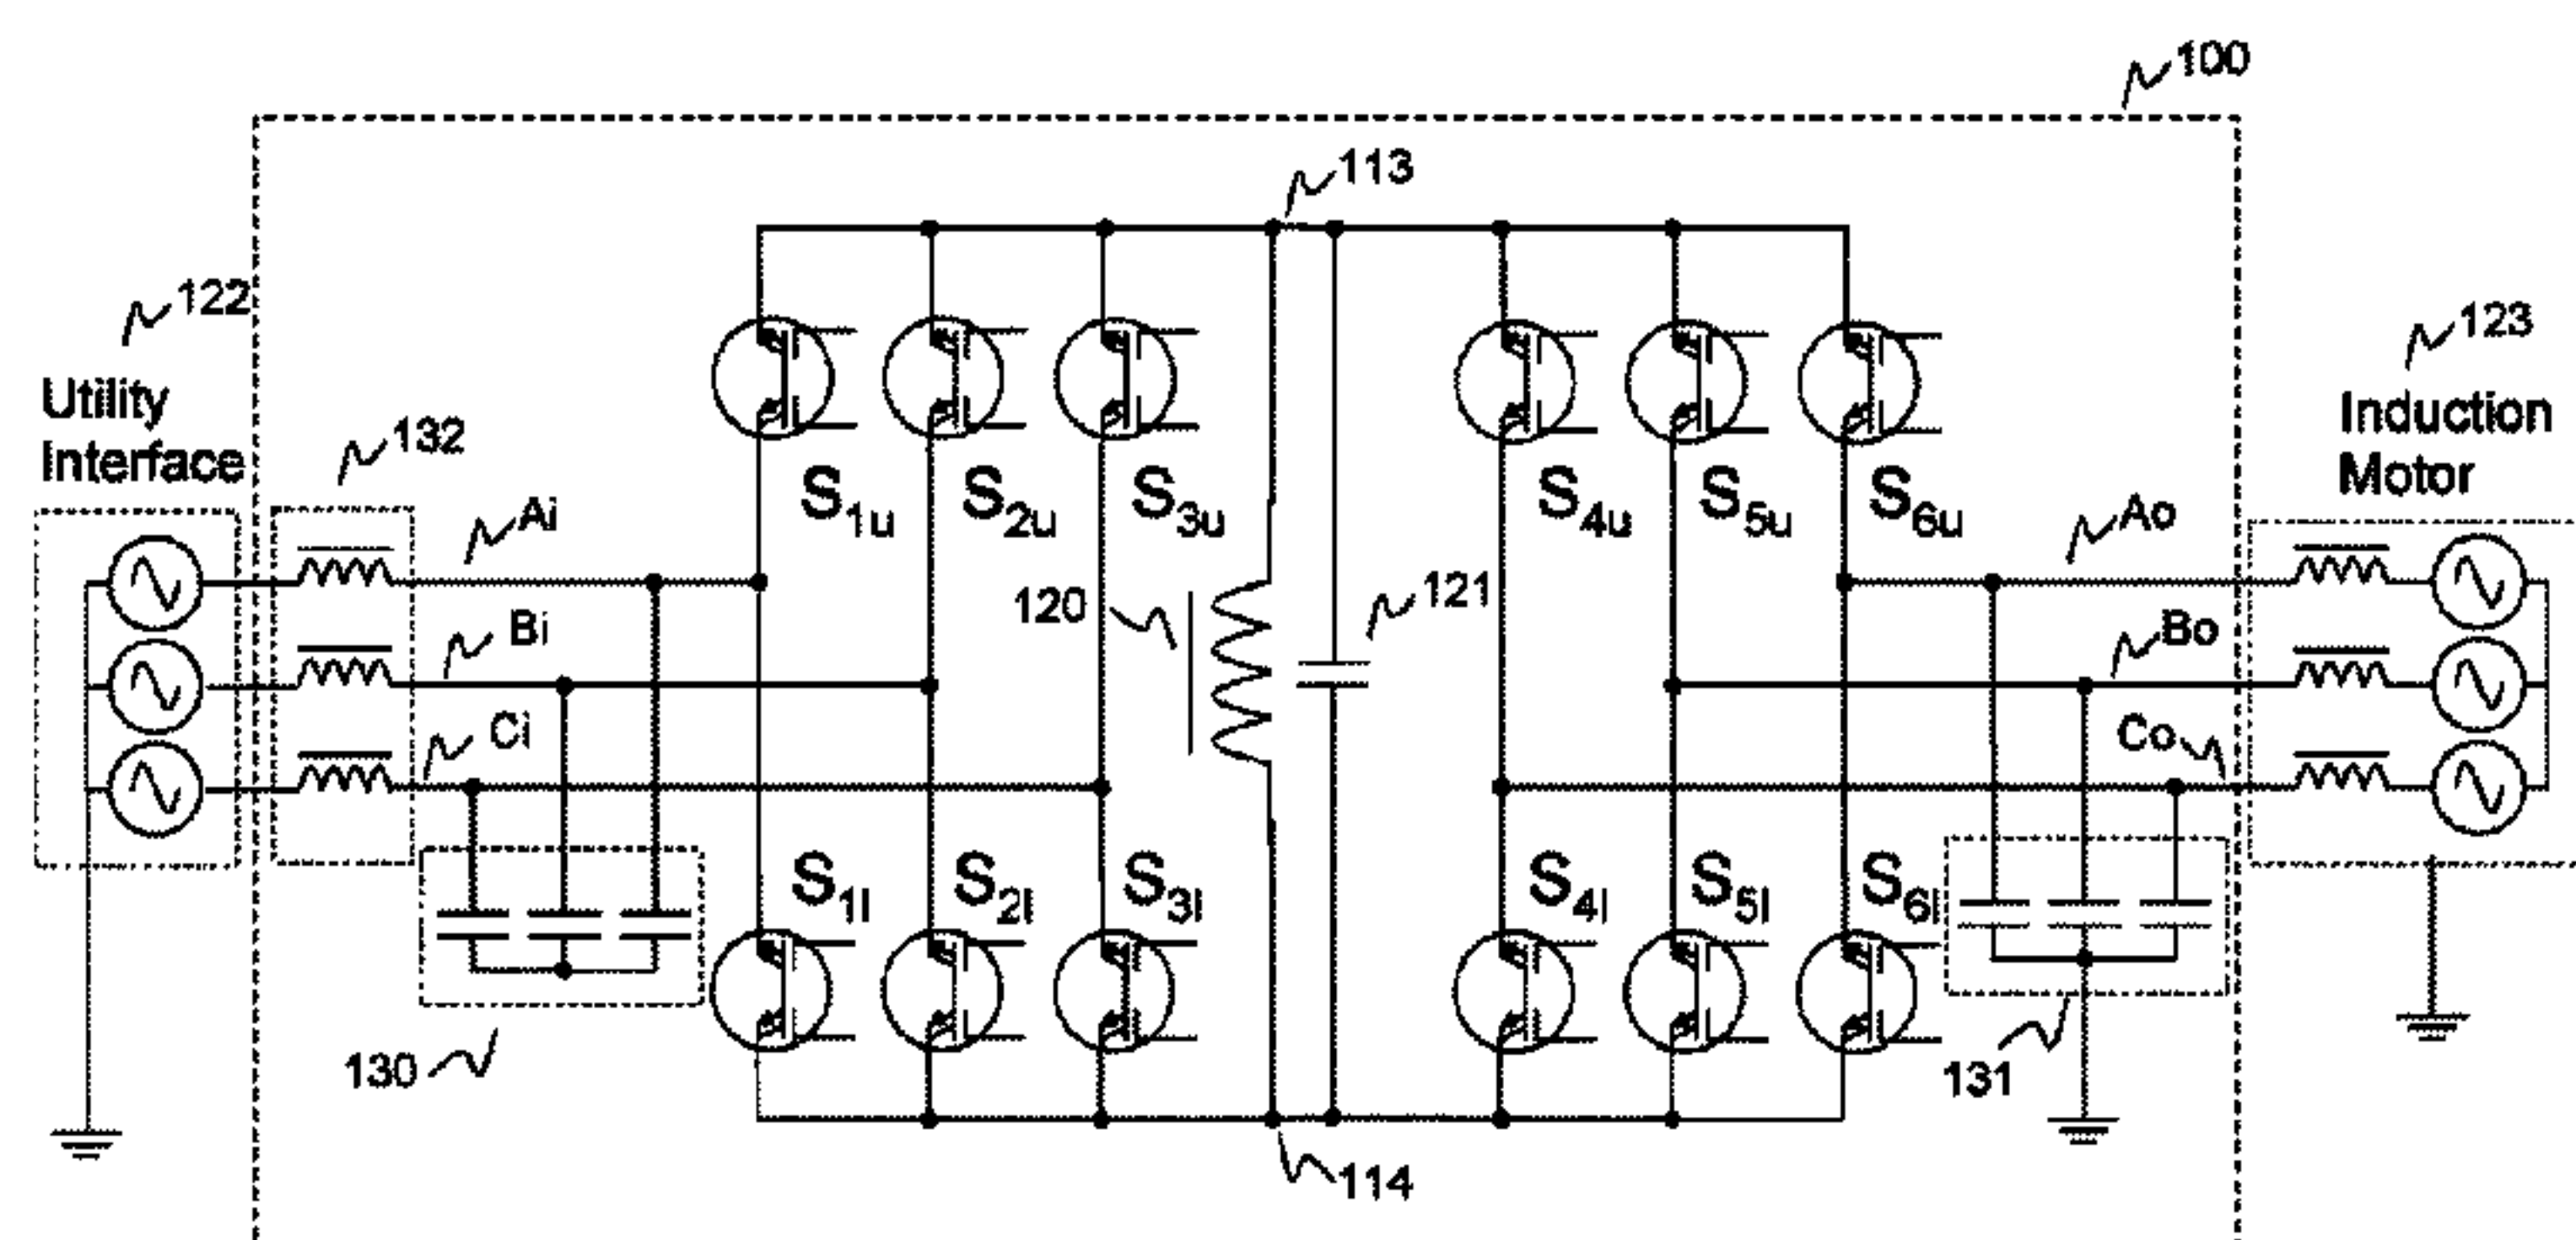 100
113
122
123
Utility
Interface
Induction
Motor
132
S1u
S2u
S3u
S4u
S5u
S6u
Ai
Ao
120
121
Bi
Bo
Ci
Co
S1l
S2l
S3l
S4l
S5l
S6l
130
131
114